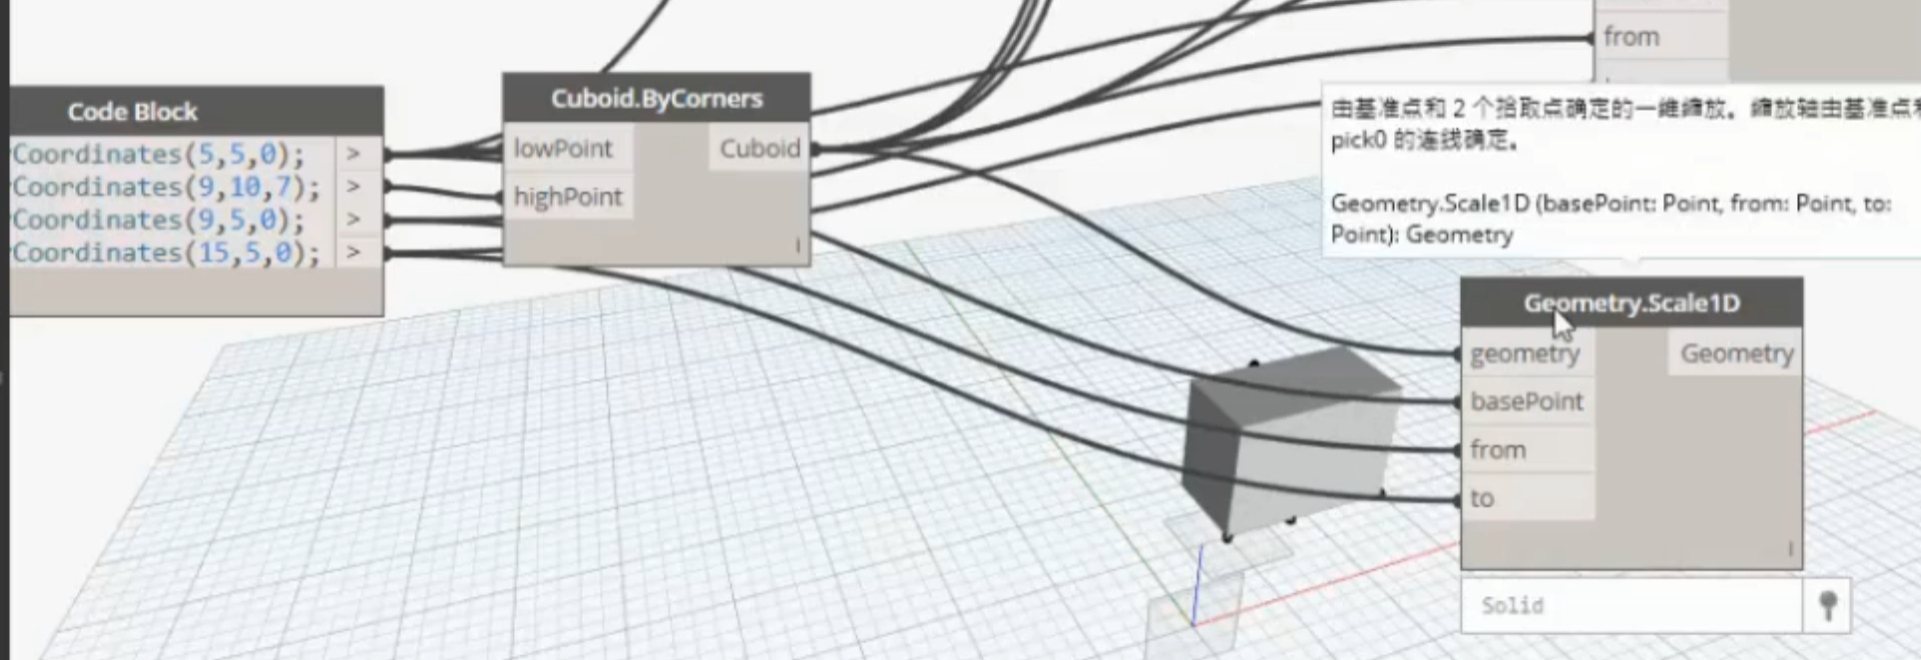 from
Code Block
Coordinates(5,5,0); >
Coordinates(9,10,7); >
Coordinates(9,5,0); >
Coordinates(15,5,0); >
Cuboid.ByCorners
lowPoint Cuboid
highPoint
由基准点和 2 个拾取点确定的一维缩放。缩放轴由基准点和
pick0 的连线确定。
Geometry.Scale1D (basePoint: Point, from: Point, to:
Point): Geometry
Geometry.Scale1D
geometry Geometry
basePoint
from
to
Solid